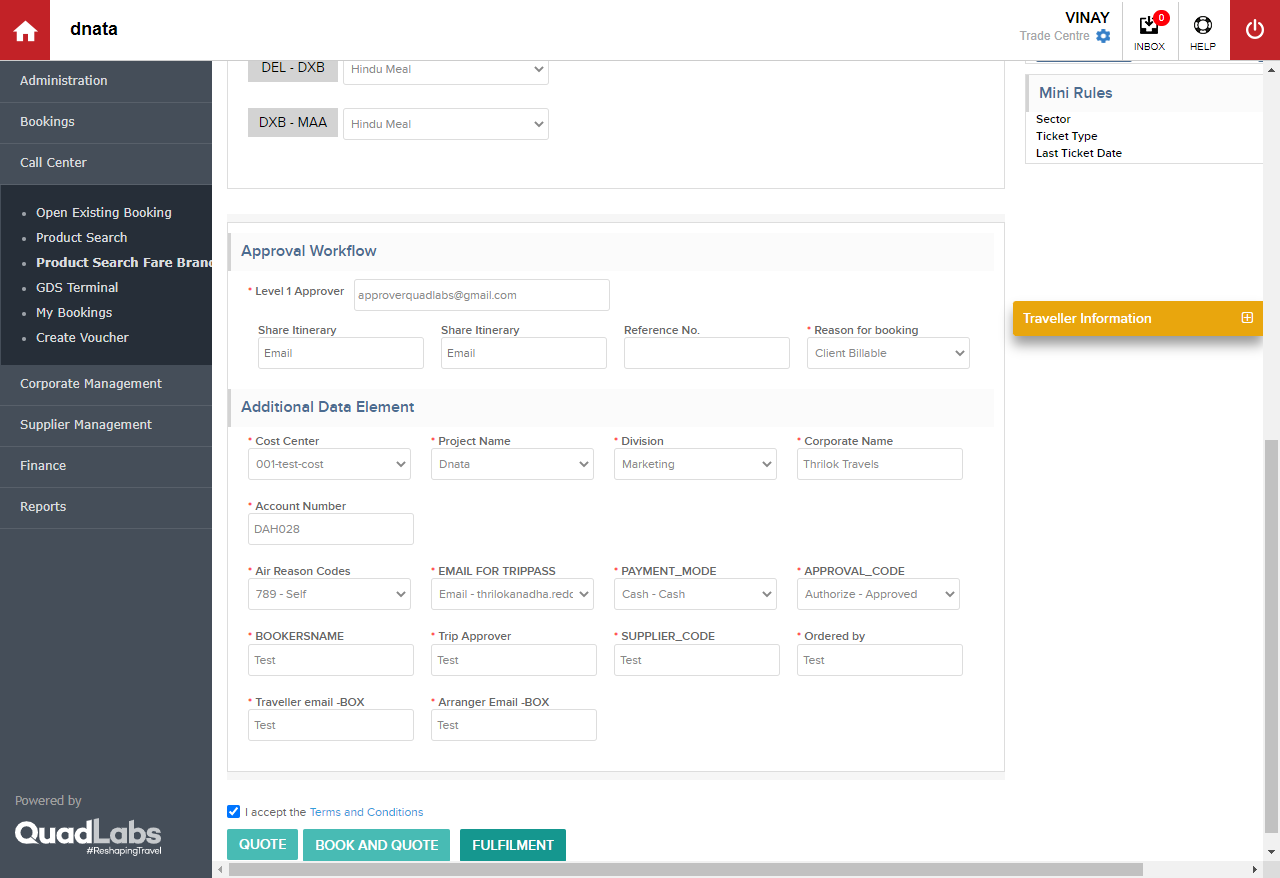 dnata
VINAY
Trade Centre
0
INBOX
HELP
Administration
Bookings
Call Center
Open Existing Booking
Product Search
Product Search Fare Brand
GDS Terminal
My Bookings
Create Voucher
Corporate Management
Supplier Management
Finance
Reports
Powered by
QuadLabs
#ReshapingTravel
DEL - DXB
Hindu Meal
DXB - MAA
Hindu Meal
Approval Workflow
* Level 1 Approver
approverquadlabs@gmail.com
Share Itinerary
Share Itinerary
Reference No.
* Reason for booking
Email
Email
Client Billable
Additional Data Element
* Cost Center
* Project Name
* Division
* Corporate Name
001-test-cost
Dnata
Marketing
Thrilok Travels
* Account Number
DAH028
* Air Reason Codes
* EMAIL FOR TRIPPASS
* PAYMENT_MODE
* APPROVAL_CODE
789 - Self
Email - thrilokanadha.redd
Cash - Cash
Authorize - Approved
* BOOKERSNAME
* Trip Approver
* SUPPLIER_CODE
* Ordered by
Test
Test
Test
Test
* Traveller email -BOX
* Arranger Email -BOX
Test
Test
I accept the Terms and Conditions
QUOTE
BOOK AND QUOTE
FULFILMENT
Mini Rules
Sector
Ticket Type
Last Ticket Date
Traveller Information